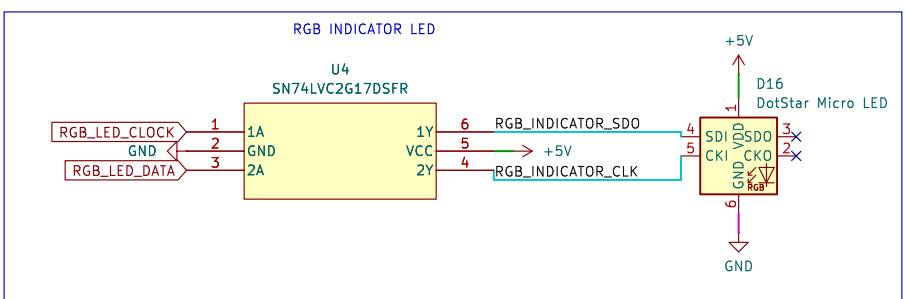 RGB INDICATOR LED
U4
SN74LVC2G17DSFR
RGB_LED_CLOCK
GND
RGB_LED_DATA
1
2
3
1A
GND
2A
1Y
VCC
2Y
6
5
4
RGB_INDICATOR_SDO
+5V
RGB_INDICATOR_CLK
+5V
D16
DotStar Micro LED
1
4
5
SDI
CKI
VDD
GND
SDO
CKO
RGB
3
2
6
GND